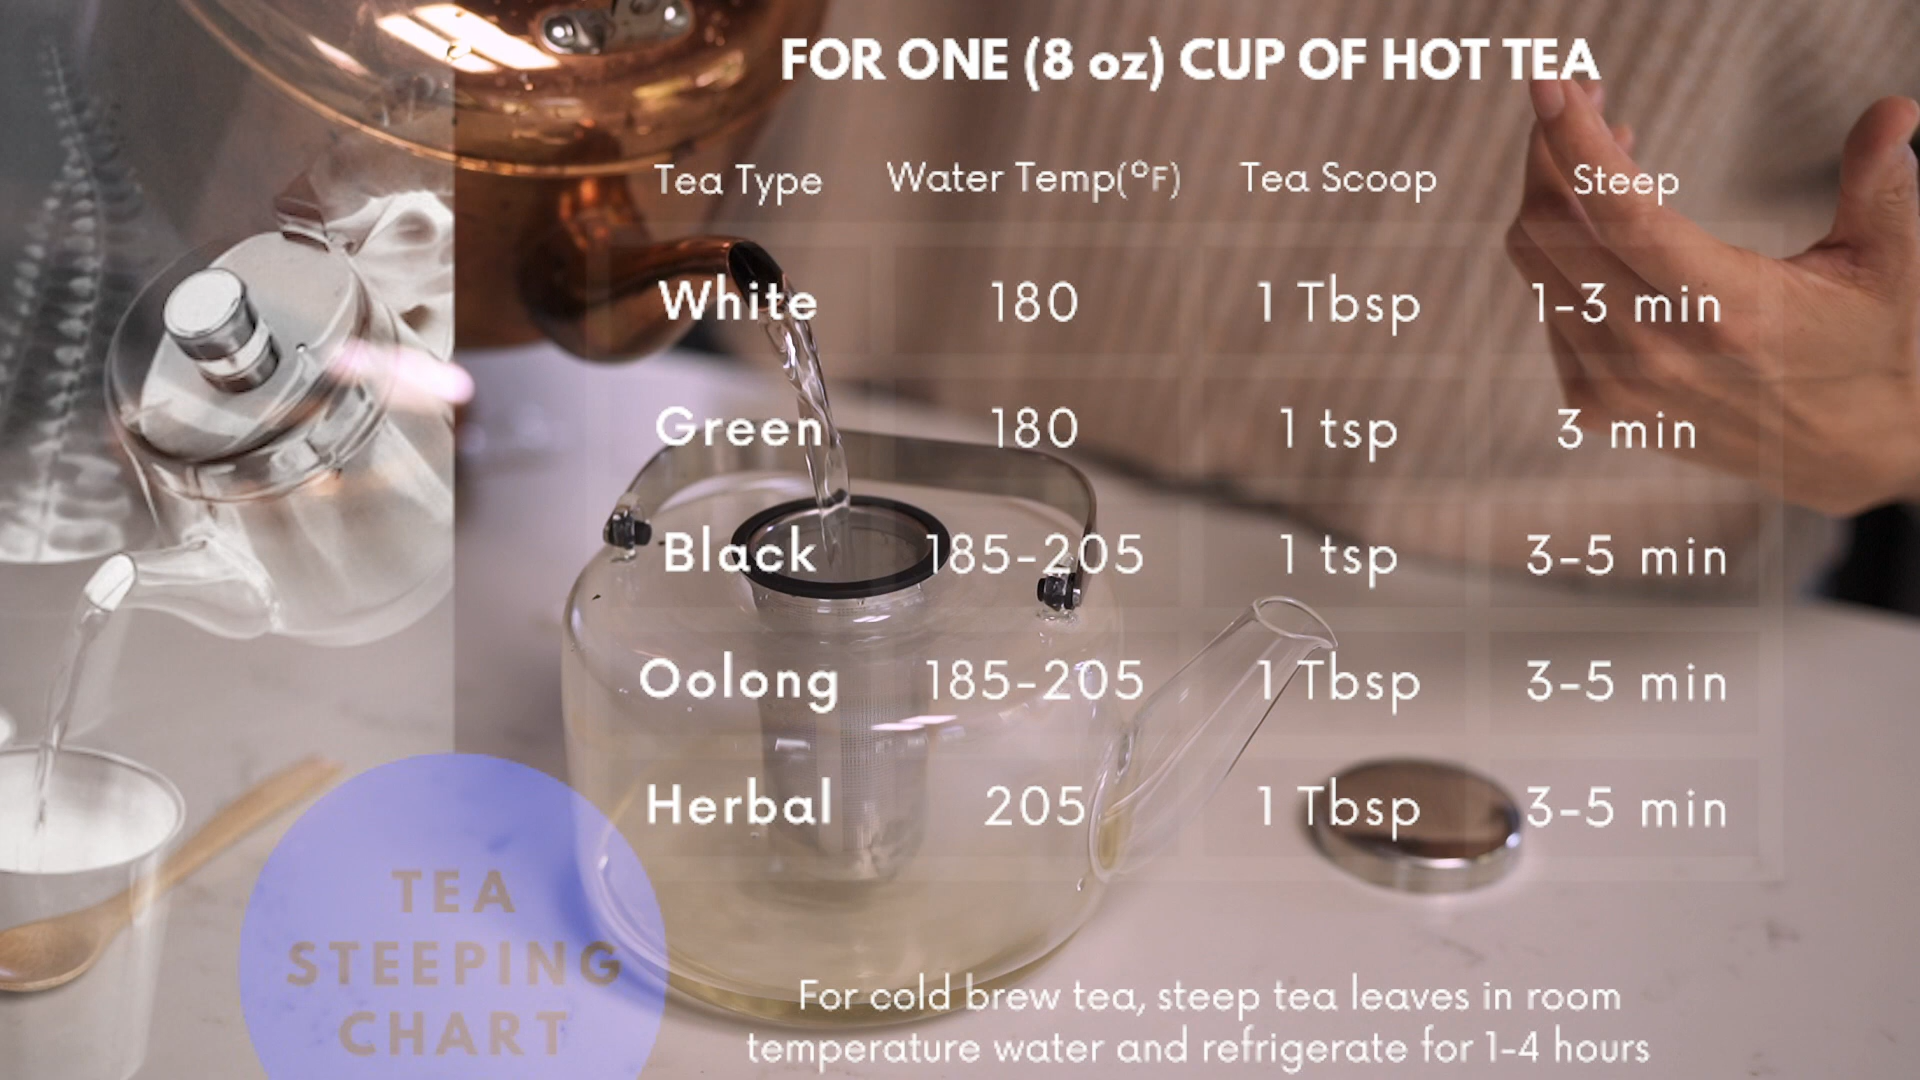 FOR ONE (8 oz) CUP OF HOT TEA
Tea Type Water Temp(°F) Tea Scoop Steep
White 180 1 Tbsp 1-3 min
Green 180 1 tsp 3 min
Black 185-205 1 tsp 3-5 min
Oolong 185-205 1 Tbsp 3-5 min
Herbal 205 1 Tbsp 3-5 min
TEA
STEEPING
CHART
For cold brew tea, steep tea leaves in room
temperature water and refrigerate for 1-4 hours